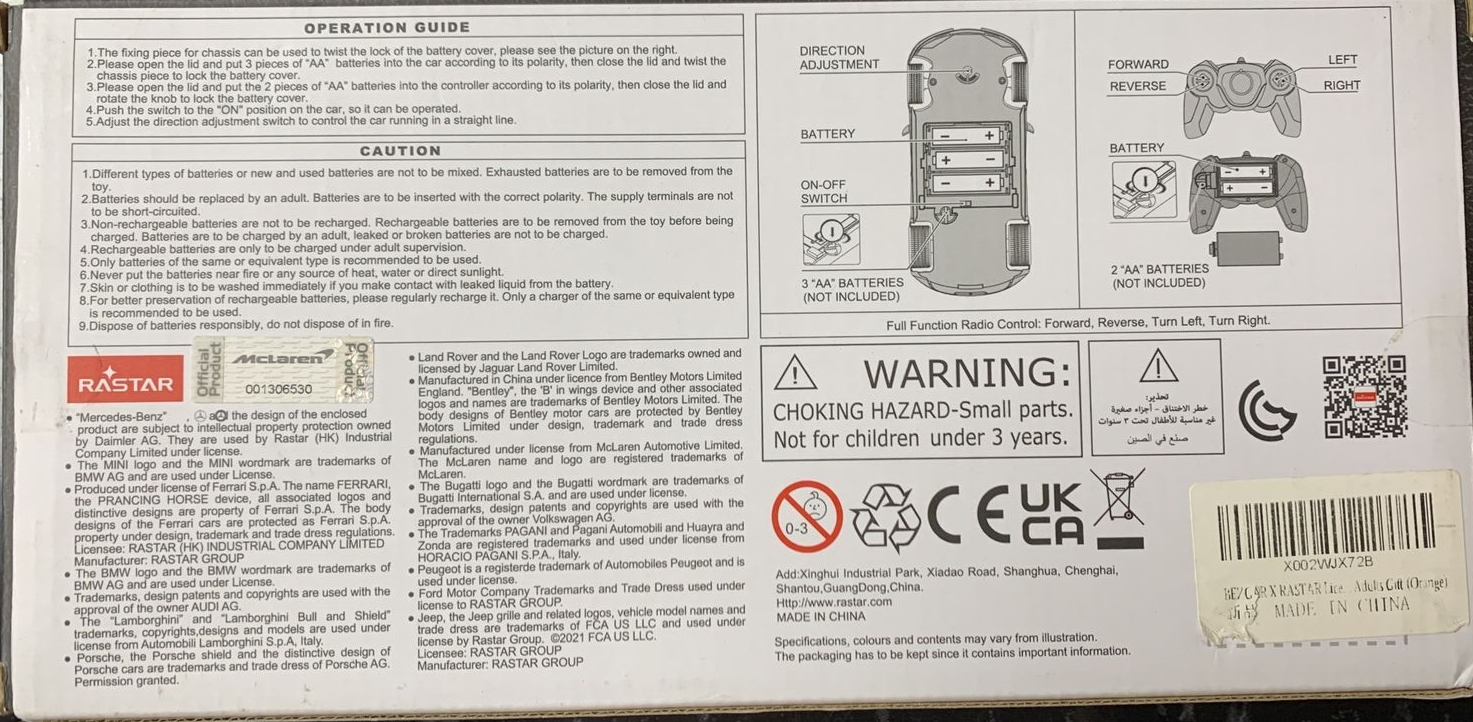 OPERATION GUIDE
1.The fixing piece for chassis can be used to twist the lock of the battery cover, please see the picture on the right.
2.Please open the lid and put 3 pieces of "AA" batteries into the car according to its polarity, then close the lid and twist the
chassis piece to lock the battery cover.
3.Please open the lid and put the 2 pieces of "AA" batteries into the controller according to its polarity, then close the lid and
rotate the knob to lock the battery cover.
4.Push the switch to the "ON" position on the car, so it can be operated.
5.Adjust the direction adjustment switch to control the car running in a straight line.
CAUTION
1.Different types of batteries or new and used batteries are not to be mixed. Exhausted batteries are to be removed from the
toy.
2.Batteries should be replaced by an adult. Batteries are to be inserted with the correct polarity. The supply terminals are not
to be short-circuited.
3.Non-rechargeable batteries are not to be recharged. Rechargeable batteries are to be removed from the toy before being
charged. Batteries are to be charged by an adult, leaked or broken batteries are not to be charged.
4.Rechargeable batteries are only to be charged under adult supervision.
5.Only batteries of the same or equivalent type is recommended to be used.
6.Never put the batteries near fire or any source of heat, water or direct sunlight.
7.Skin or clothing is to be washed immediately if you make contact with leaked liquid from the battery.
8.For better preservation of rechargeable batteries, please regularly recharge it. Only a charger of the same or equivalent type
is recommended to be used.
9.Dispose of batteries responsibly, do not dispose of in fire.
DIRECTION
ADJUSTMENT
BATTERY
ON-OFF
SWITCH
3 "AA" BATTERIES
(NOT INCLUDED)
FORWARD
REVERSE
LEFT
RIGHT
BATTERY
2 "AA" BATTERIES
(NOT INCLUDED)
Full Function Radio Control: Forward, Reverse, Turn Left, Turn Right.
RASTAR
Official
Product
McLaren
001306530
Official
Product
• "Mercedes-Benz" , the design of the enclosed
product are subject to intellectual property protection owned
by Daimler AG. They are used by Rastar (HK) Industrial
Company Limited under license.
• The MINI logo and the MINI wordmark are trademarks of
BMW AG and are used under License.
• Produced under license of Ferrari S.p.A. The name FERRARI,
the PRANCING HORSE device, all associated logos and
distinctive designs are property of Ferrari S.p.A. The body
designs of the Ferrari cars are protected as Ferrari S.p.A.
property under design, trademark and trade dress regulations.
Licensee: RASTAR (HK) INDUSTRIAL COMPANY LIMITED
Manufacturer: RASTAR GROUP
• The BMW logo and the BMW wordmark are trademarks of
BMW AG and are used under License.
• Trademarks, design patents and copyrights are used with the
approval of the owner AUDI AG.
• The "Lamborghini" and "Lamborghini Bull and Shield"
trademarks, copyrights,designs and models are used under
license from Automobili Lamborghini S.p.A, Italy.
• Porsche, the Porsche shield and the distinctive design of
Porsche cars are trademarks and trade dress of Porsche AG.
Permission granted.
• Land Rover and the Land Rover Logo are trademarks owned and
licensed by Jaguar Land Rover Limited.
• Manufactured in China under licence from Bentley Motors Limited
England. "Bentley", the 'B' in wings device and other associated
logos and names are trademarks of Bentley Motors Limited. The
body designs of Bentley motor cars are protected by Bentley
Motors Limited under design, trademark and trade dress
regulations.
• Manufactured under license from McLaren Automotive Limited.
The McLaren name and logo are registered trademarks of
McLaren.
• The Bugatti logo and the Bugatti wordmark are trademarks of
Bugatti International S.A. and are used under license.
• Trademarks, design patents and copyrights are used with the
approval of the owner Volkswagen AG.
• The Trademarks PAGANI and Pagani Automobili and Huayra and
Zonda are registered trademarks and used under license from
HORACIO PAGANI S.P.A., Italy.
• Peugeot is a registerde trademark of Automobiles Peugeot and is
used under license.
• Ford Motor Company Trademarks and Trade Dress used under
license to RASTAR GROUP.
• Jeep, the Jeep grille and related logos, vehicle model names and
trade dress are trademarks of FCA US LLC and used under
license by Rastar Group. ©2021 FCA US LLC.
Licensee: RASTAR GROUP
Manufacturer: RASTAR GROUP
WARNING:
CHOKING HAZARD-Small parts.
Not for children under 3 years.
تحذير:
خطر الاختناق - أجزاء صغيرة
غير مناسبة للأطفال تحت ٣ سنوات
صنع في الصين
0-3
CE
UK
CA
Add:Xinghui Industrial Park, Xiadao Road, Shanghua, Chenghai,
Shantou,GuangDong,China.
Http://www.rastar.com
MADE IN CHINA
Specifications, colours and contents may vary from illustration.
The packaging has to be kept since it contains important information.
X002WJX72B
RASTAR Adults Gift (Orange)
MADE IN CHINA